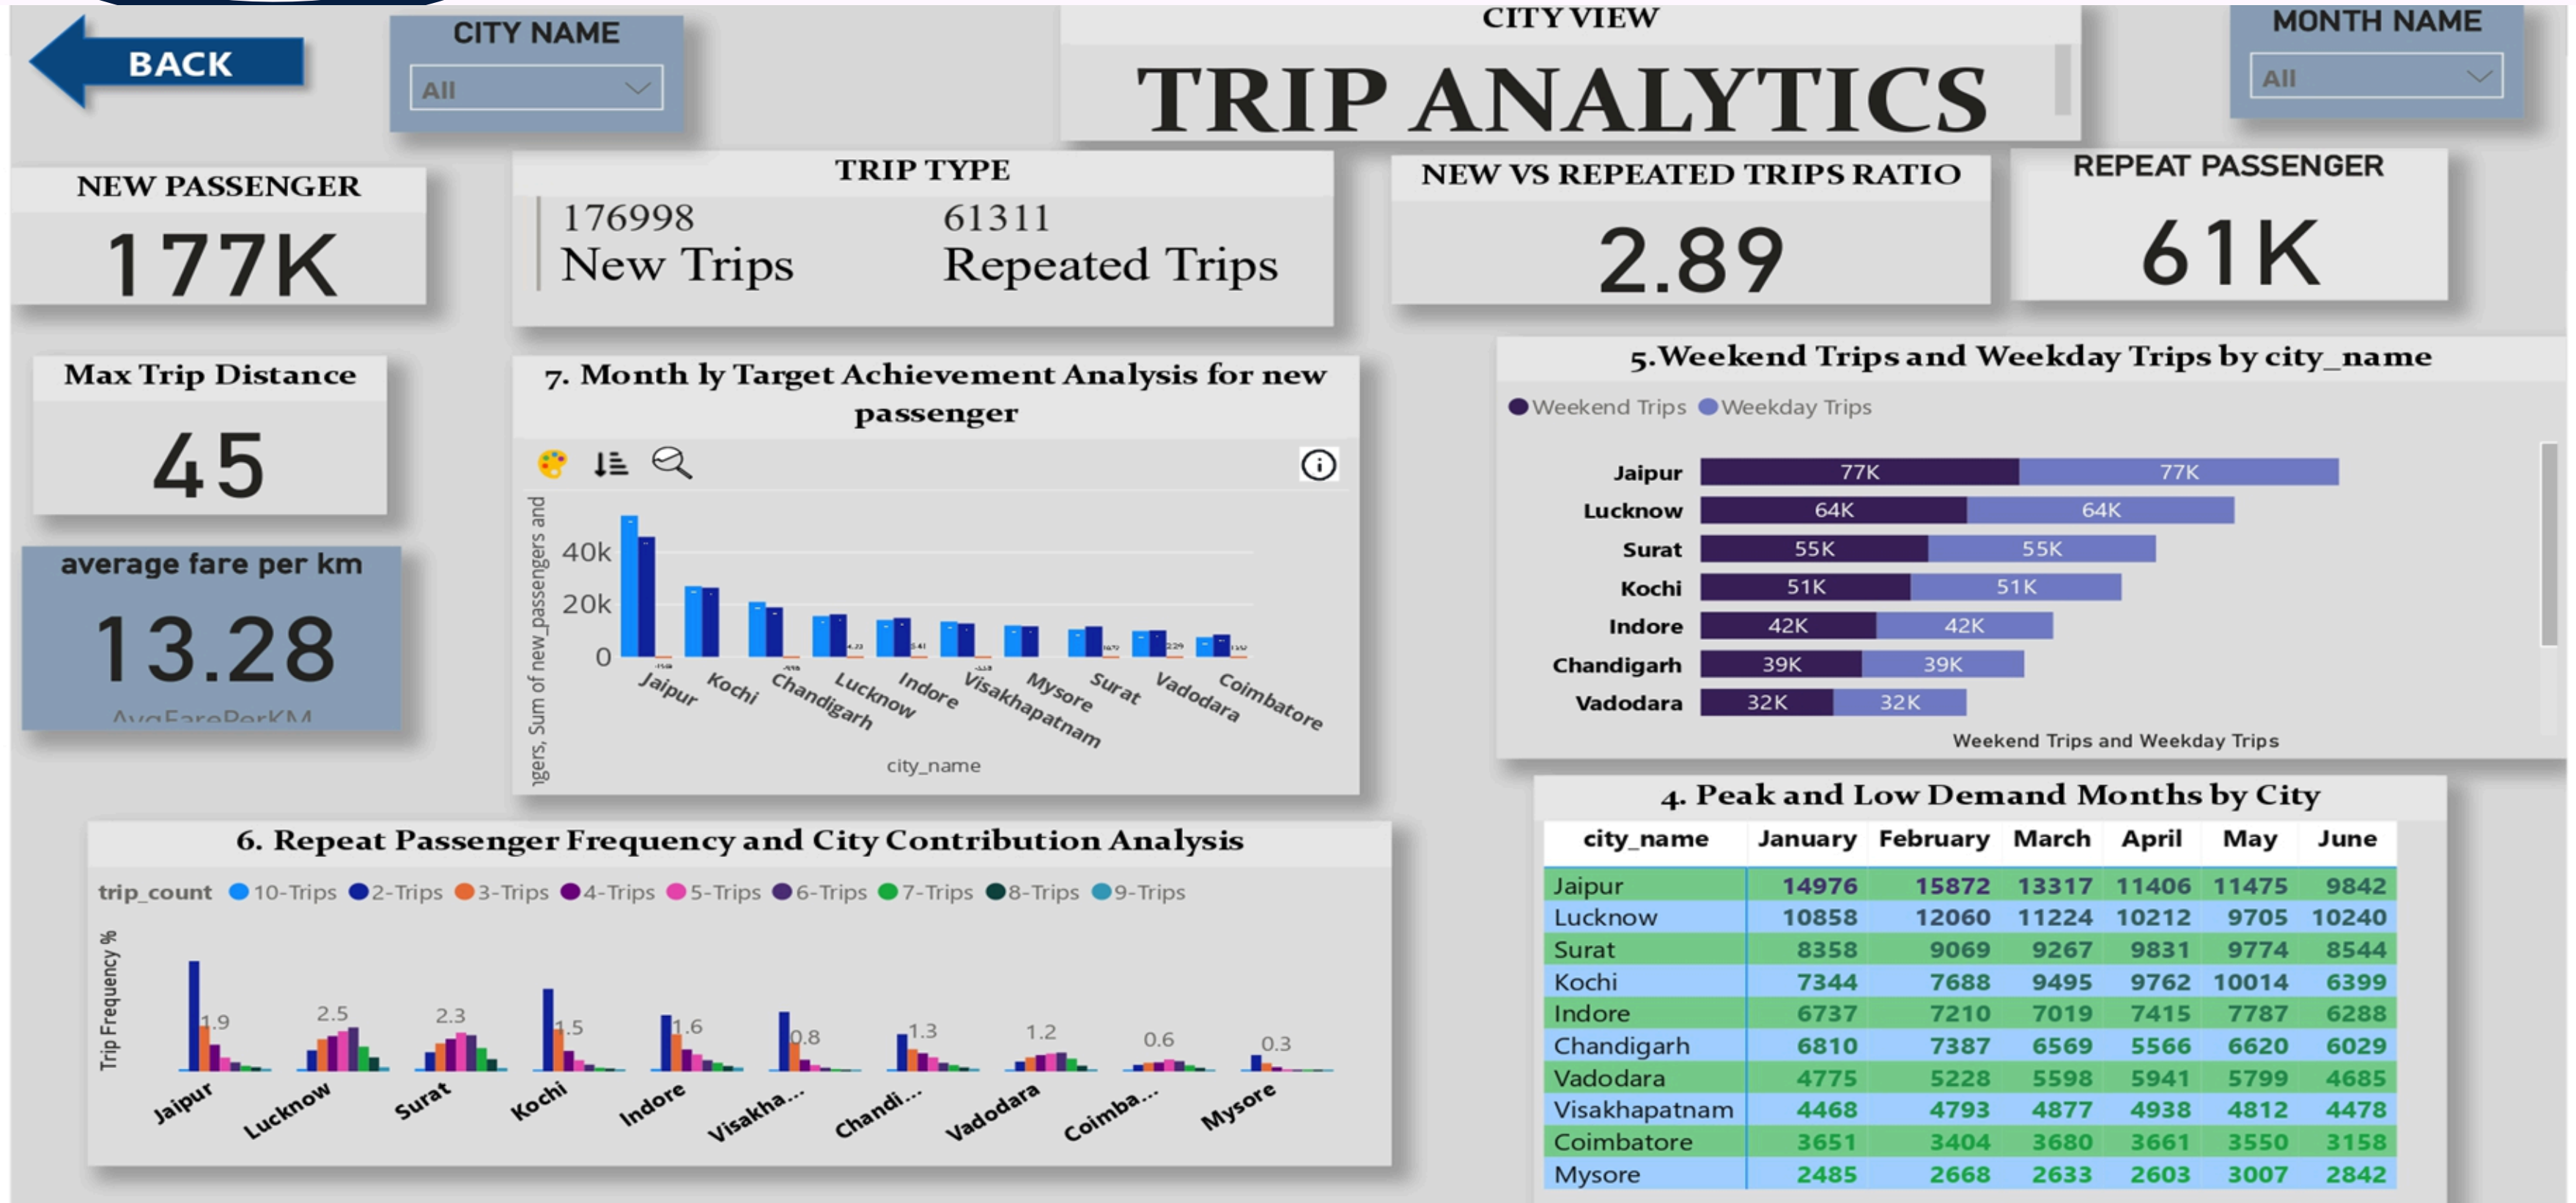 BACK
CITY NAME
All
CITY VIEW
TRIP ANALYTICS
MONTH NAME
All
NEW PASSENGER
177K
TRIP TYPE
176998 61311
New Trips Repeated Trips
NEW VS REPEATED TRIPS RATIO
2.89
REPEAT PASSENGER
61K
Max Trip Distance
45
average fare per km
13.28
AvgFarePerKM
7. Month ly Target Achievement Analysis for new
passenger
ngers, Sum of new_passengers and
40k
20k
0
Jaipur
Kochi
Chandigarh
Lucknow
Indore
Visakhapatnam
Mysore
Surat
Vadodara
Coimbatore
city_name
5.Weekend Trips and Weekday Trips by city_name
Weekend Trips Weekday Trips
Jaipur 77K 77K
Lucknow 64K 64K
Surat 55K 55K
Kochi 51K 51K
Indore 42K 42K
Chandigarh 39K 39K
Vadodara 32K 32K
Weekend Trips and Weekday Trips
6. Repeat Passenger Frequency and City Contribution Analysis
trip_count 10-Trips 2-Trips 3-Trips 4-Trips 5-Trips 6-Trips 7-Trips 8-Trips 9-Trips
Trip Frequency %
1.9 2.5 2.3 1.5 1.6 0.8 1.3 1.2 0.6 0.3
Jaipur Lucknow Surat Kochi Indore Visakha... Chandi... Vadodara Coimba... Mysore
4. Peak and Low Demand Months by City
city_name January February March April May June
Jaipur 14976 15872 13317 11406 11475 9842
Lucknow 10858 12060 11224 10212 9705 10240
Surat 8358 9069 9267 9831 9774 8544
Kochi 7344 7688 9495 9762 10014 6399
Indore 6737 7210 7019 7415 7787 6288
Chandigarh 6810 7387 6569 5566 6620 6029
Vadodara 4775 5228 5598 5941 5799 4685
Visakhapatnam 4468 4793 4877 4938 4812 4478
Coimbatore 3651 3404 3680 3661 3550 3158
Mysore 2485 2668 2633 2603 3007 2842